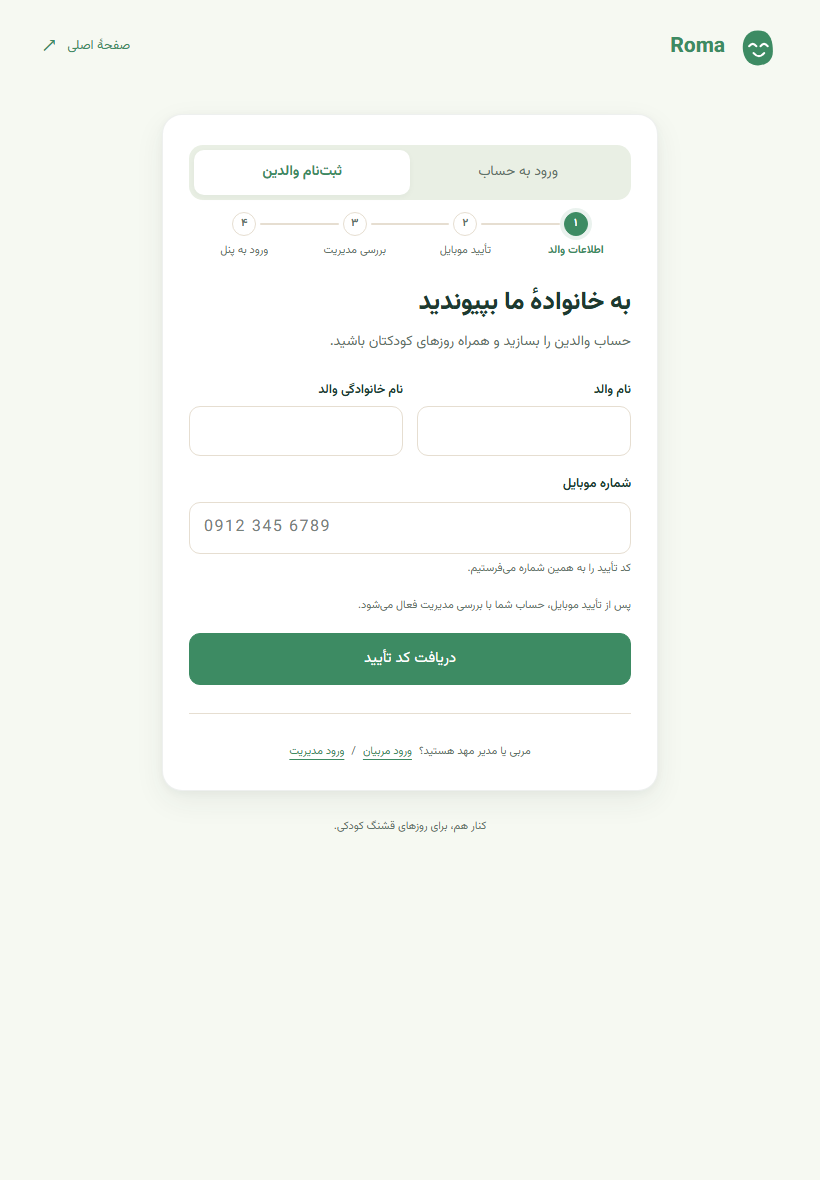 Roma
صفحهٔ اصلی ↗
ورود به حساب
ثبت‌نام والدین
۱ ۲ ۳ ۴
اطلاعات والد تأیید موبایل بررسی مدیریت ورود به پنل
به خانوادهٔ ما بپیوندید
حساب والدین را بسازید و همراه روزهای کودکتان باشید.
نام والد
نام خانوادگی والد
شماره موبایل
0912 345 6789
کد تأیید را به همین شماره می‌فرستیم.
پس از تأیید موبایل، حساب شما با بررسی مدیریت فعال می‌شود.
دریافت کد تأیید
مربی یا مدیر مهد هستید؟ ورود مربیان / ورود مدیریت
کنار هم، برای روزهای قشنگ کودکی.